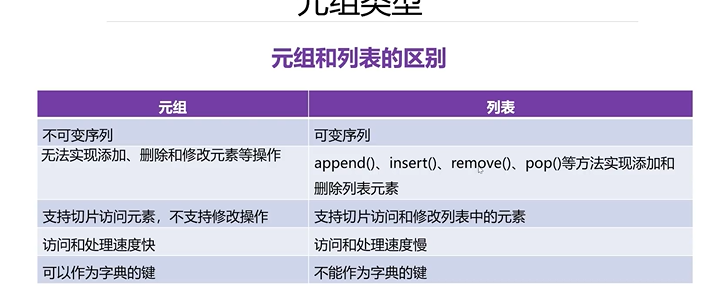 元组类型
元组和列表的区别
元组 列表
不可变序列 可变序列
无法实现添加、删除和修改元素等操作 append()、insert()、remove()、pop()等方法实现添加和
删除列表元素
支持切片访问元素，不支持修改操作 支持切片访问和修改列表中的元素
访问和处理速度快 访问和处理速度慢
可以作为字典的键 不能作为字典的键